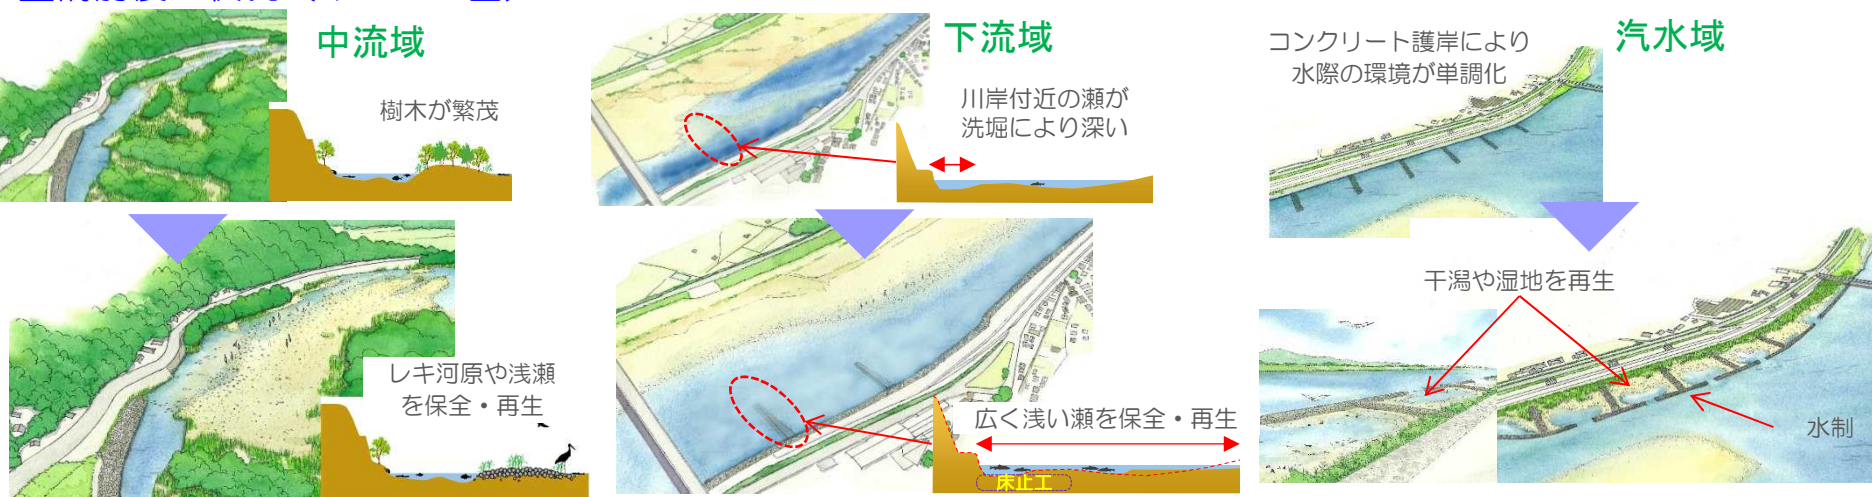 中流域
樹木が繁茂
レキ河原や浅瀬
を保全・再生
下流域
川岸付近の瀬が
洗堀により深い
広く浅い瀬を保全・再生
床止工
汽水域
コンクリート護岸により
水際の環境が単調化
干潟や湿地を再生
水制